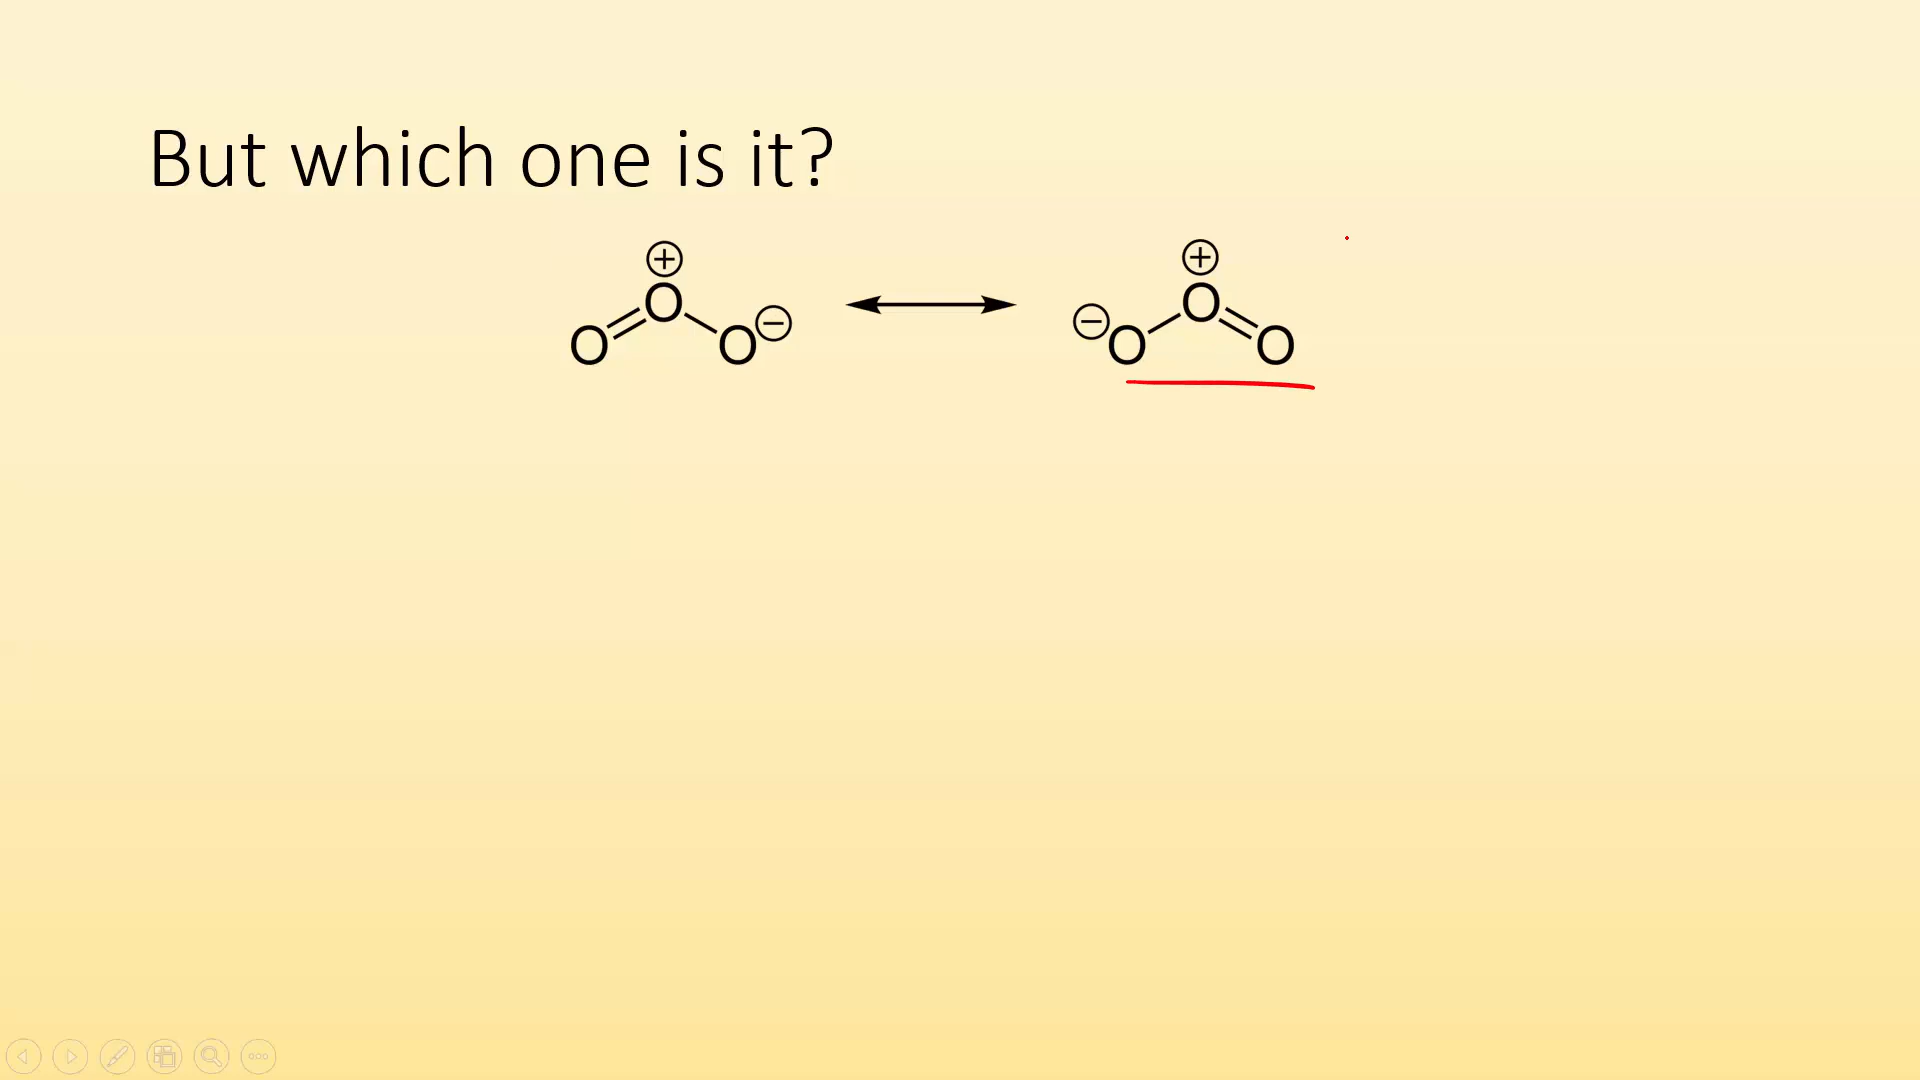 But which one is it?
⊕ ⊕
O O ⊖ ⊖ O O
O O